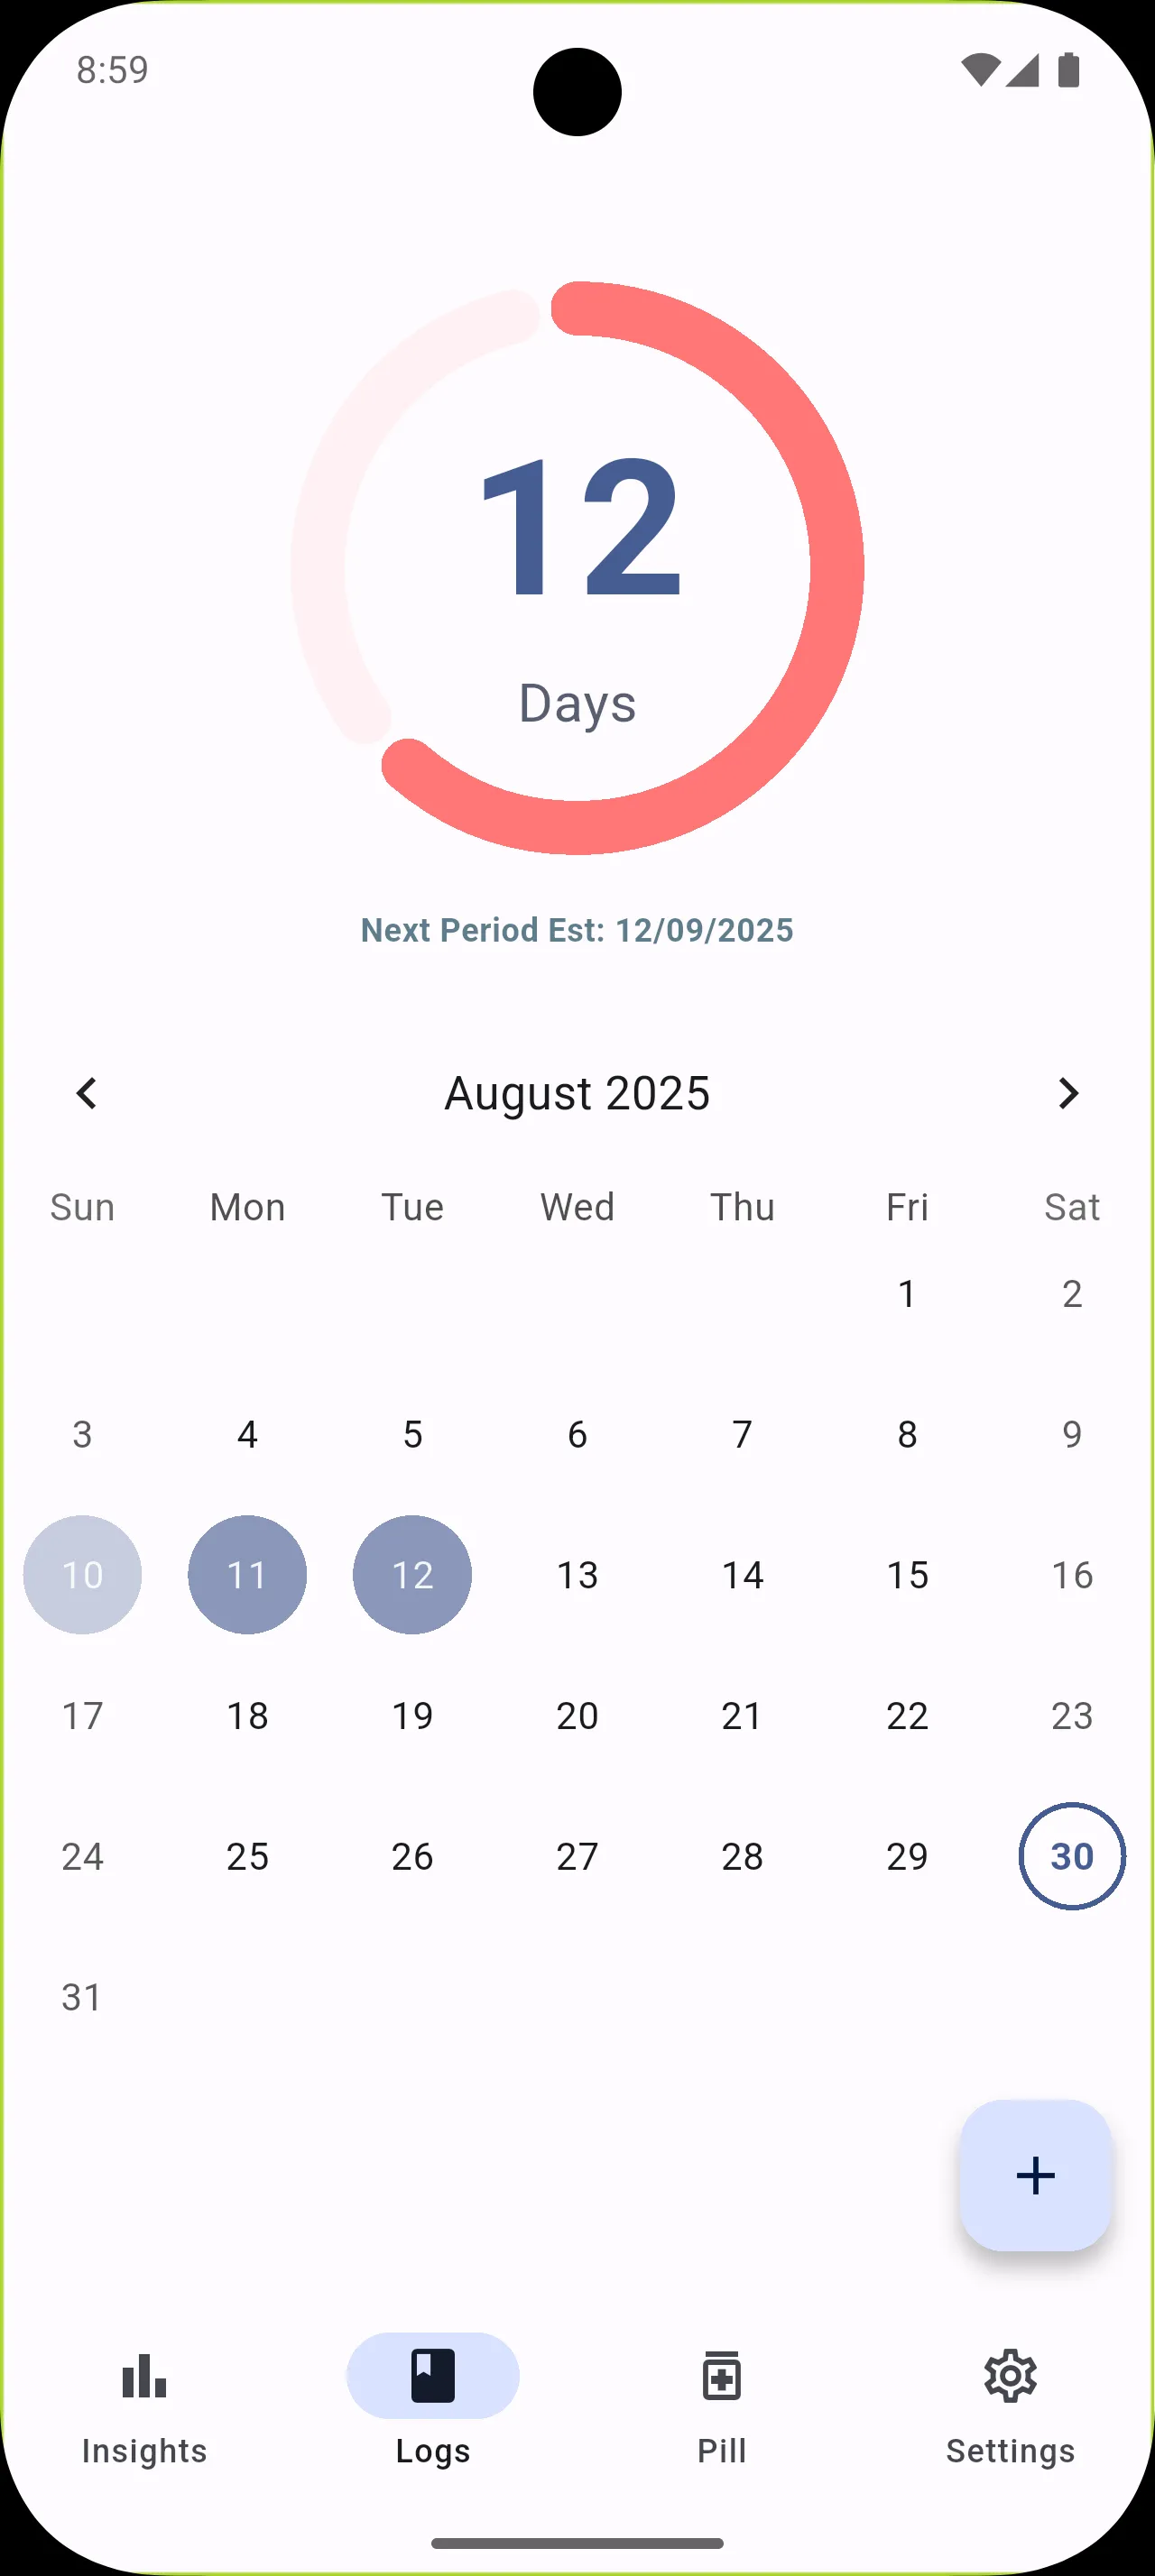 8:59
12
Days
Next Period Est: 12/09/2025
August 2025
Sun Mon Tue Wed Thu Fri Sat
1 2
3 4 5 6 7 8 9
10 11 12 13 14 15 16
17 18 19 20 21 22 23
24 25 26 27 28 29 30
31
Insights Logs Pill Settings